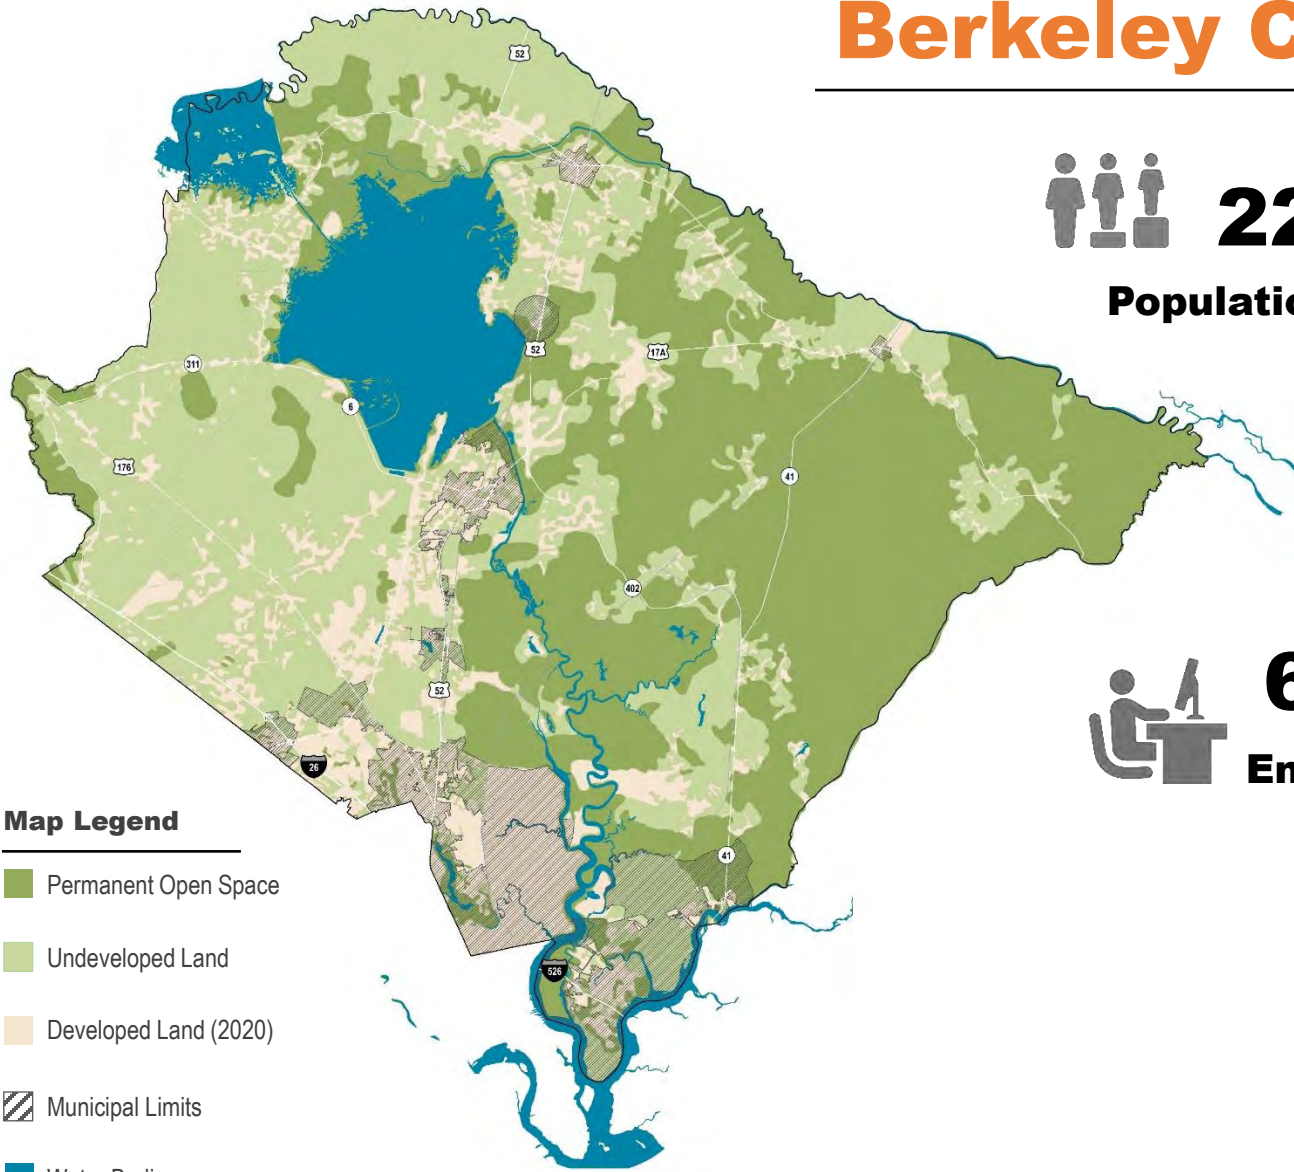 Berkeley C
52
22
Populatio
311
52
17A
6
176
41
402
52
6
26
En
Map Legend
41
Permanent Open Space
Undeveloped Land
526
Developed Land (2020)
Municipal Limits